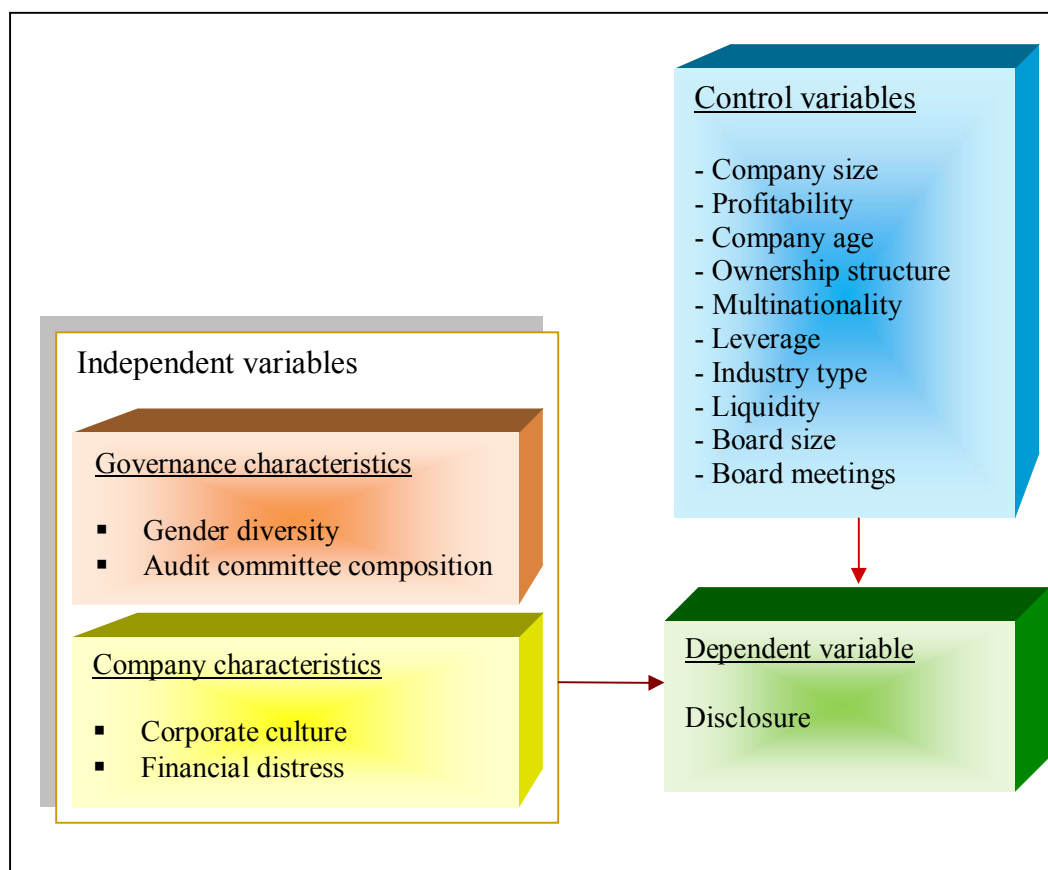 Control variables
- Company size
- Profitability
- Company age
- Ownership structure
- Multinationality
- Leverage
- Industry type
- Liquidity
- Board size
- Board meetings
Independent variables
Governance characteristics
▪ Gender diversity
▪ Audit committee composition
Company characteristics
▪ Corporate culture
▪ Financial distress
Dependent variable
Disclosure